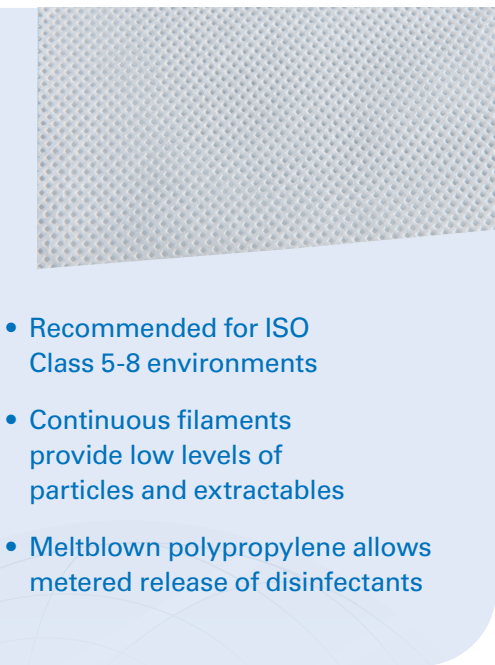 • Recommended for ISO
Class 5-8 environments
• Continuous filaments
provide low levels of
particles and extractables
• Meltblown polypropylene allows
metered release of disinfectants